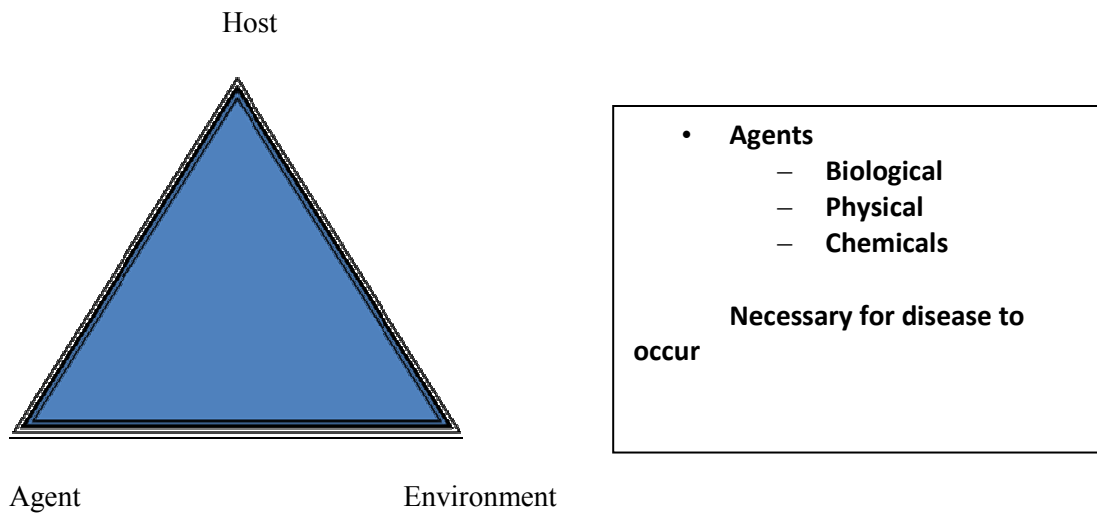 Host
• Agents
– Biological
– Physical
– Chemicals
Necessary for disease to
occur
Agent Environment